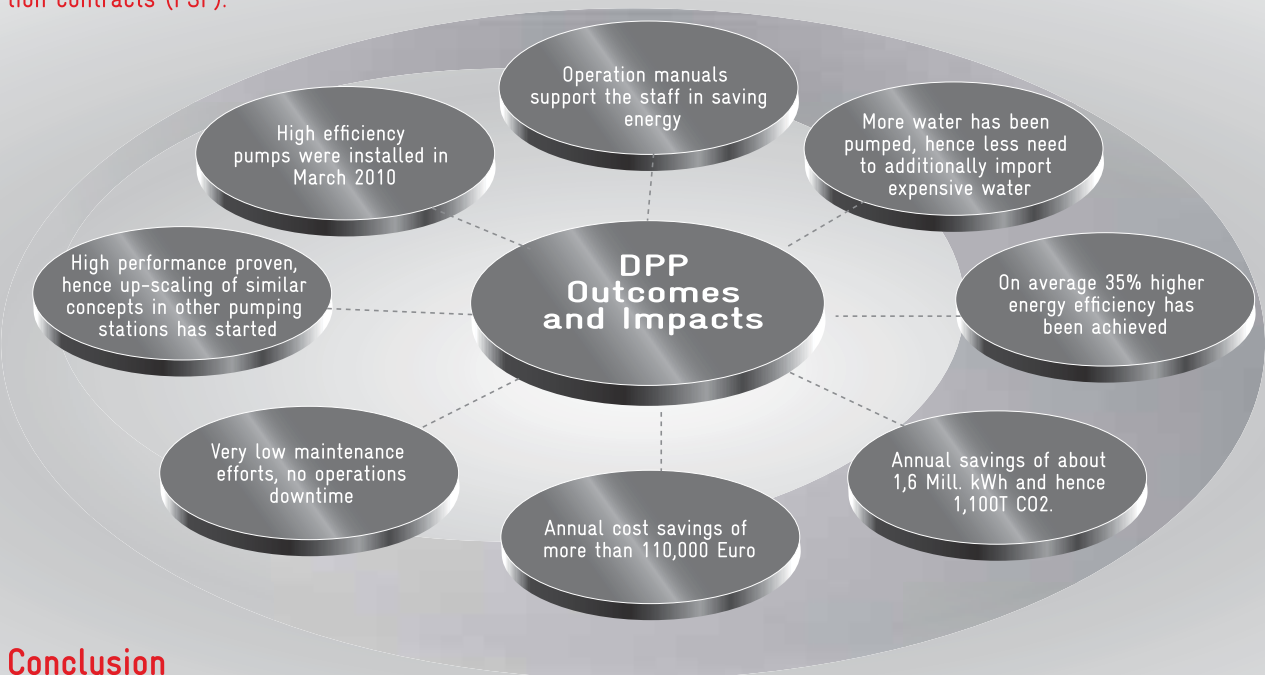 tion contracts (PSP).
Operation manuals
support the staff in saving
energy
High efficiency
pumps were installed in
March 2010
More water has been
pumped, hence less need
to additionally import
expensive water
High performance proven,
hence up-scaling of similar
concepts in other pumping
stations has started
DPP
Outcomes
and Impacts
On average 35% higher
energy efficiency has
been achieved
Very low maintenance
efforts, no operations
downtime
Annual savings of about
1,6 Mill. kWh and hence
1,100T CO2.
Annual cost savings of
more than 110,000 Euro
Conclusion